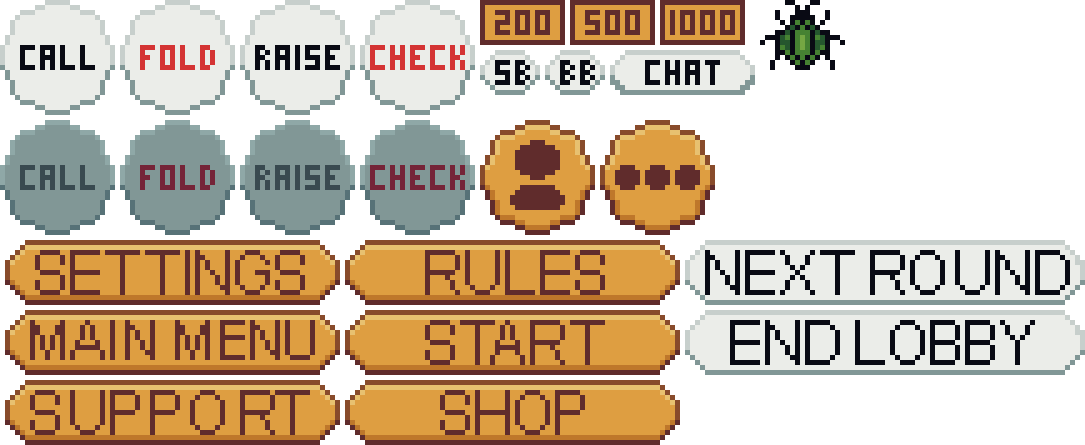 CALL FOLD RAISE CHECK 200 500 1000
SB BB CHAT
CALL FOLD RAISE CHECK
SETTINGS RULES NEXT ROUND
MAIN MENU START END LOBBY
SUPPORT SHOP